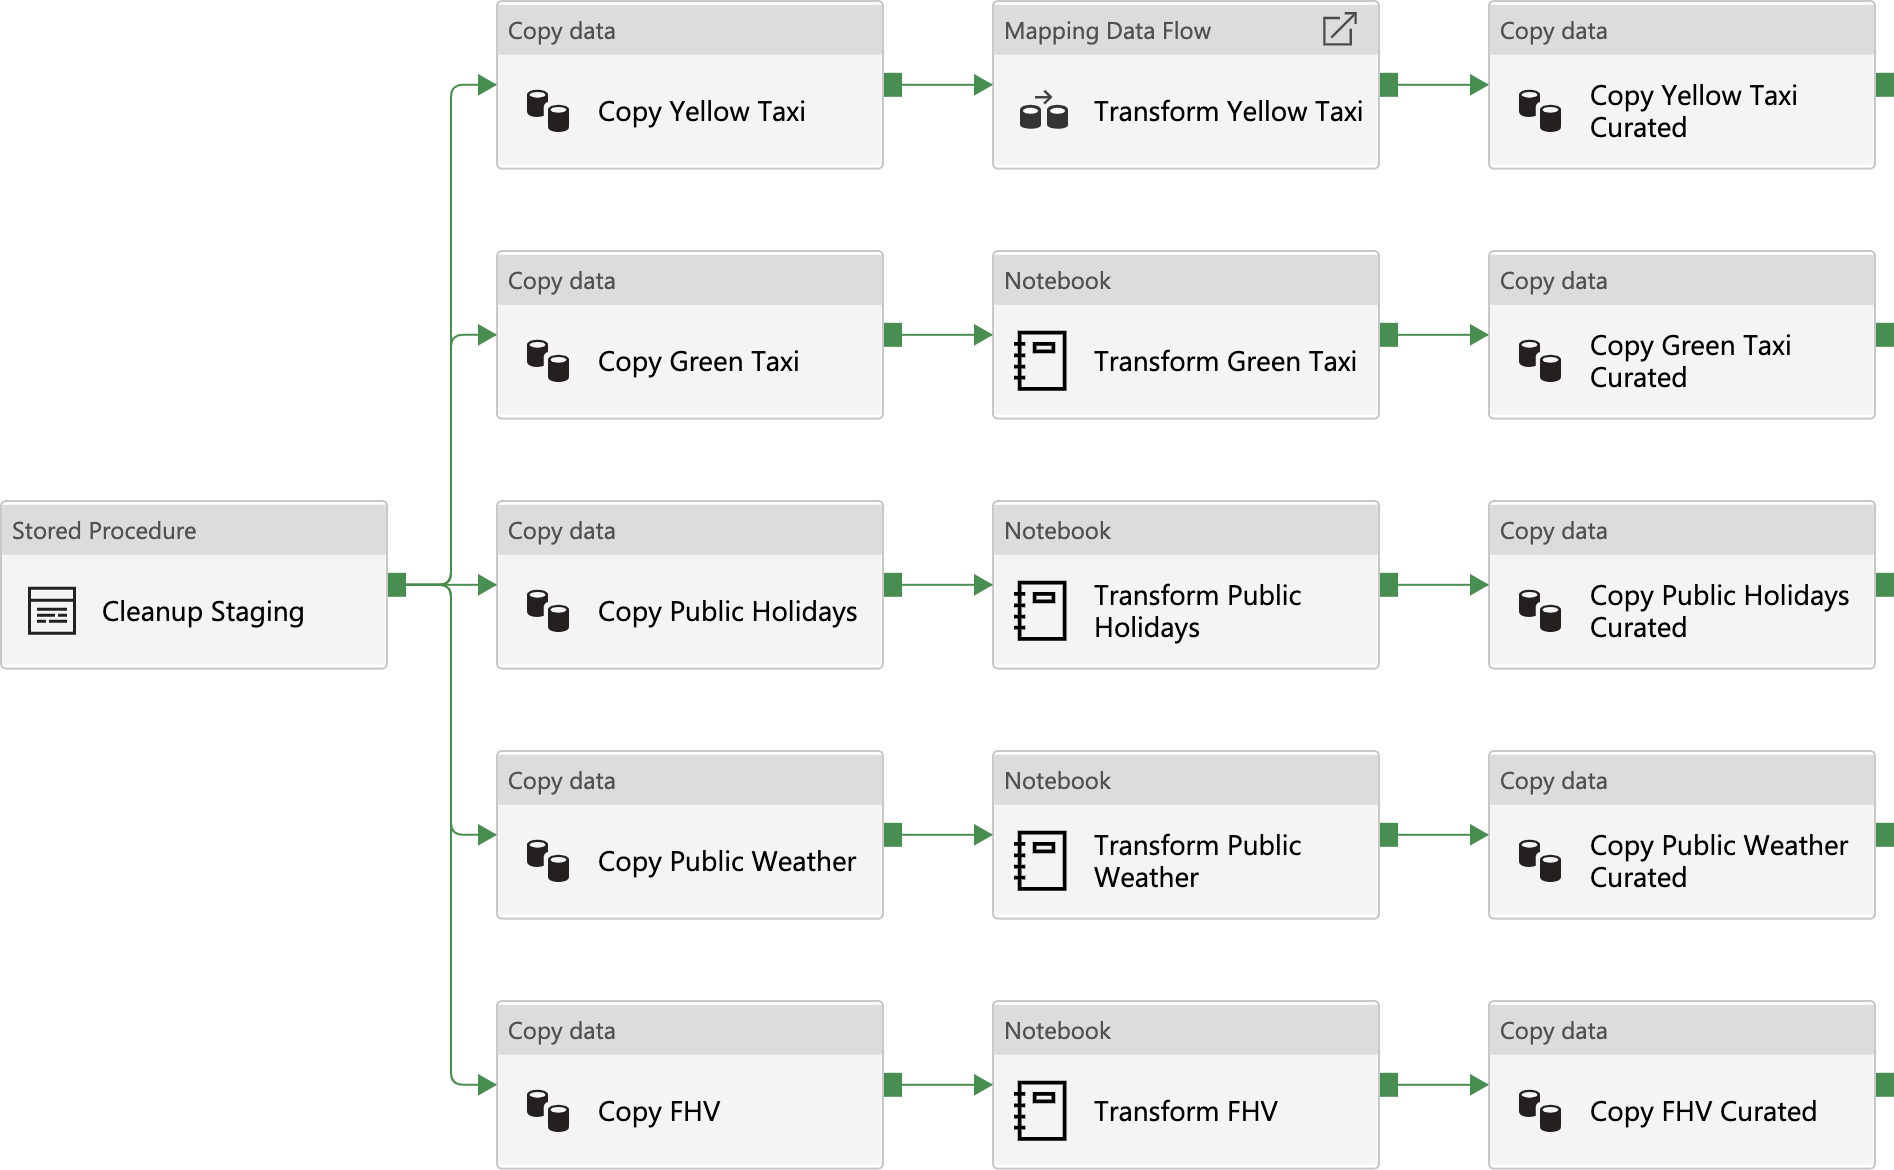 Copy data
Copy Yellow Taxi
Mapping Data Flow
Transform Yellow Taxi
Copy data
Copy Yellow Taxi
Curated
Copy data
Copy Green Taxi
Notebook
Transform Green Taxi
Copy data
Copy Green Taxi
Curated
Stored Procedure
Cleanup Staging
Copy data
Copy Public Holidays
Notebook
Transform Public
Holidays
Copy data
Copy Public Holidays
Curated
Copy data
Copy Public Weather
Notebook
Transform Public
Weather
Copy data
Copy Public Weather
Curated
Copy data
Copy FHV
Notebook
Transform FHV
Copy data
Copy FHV Curated